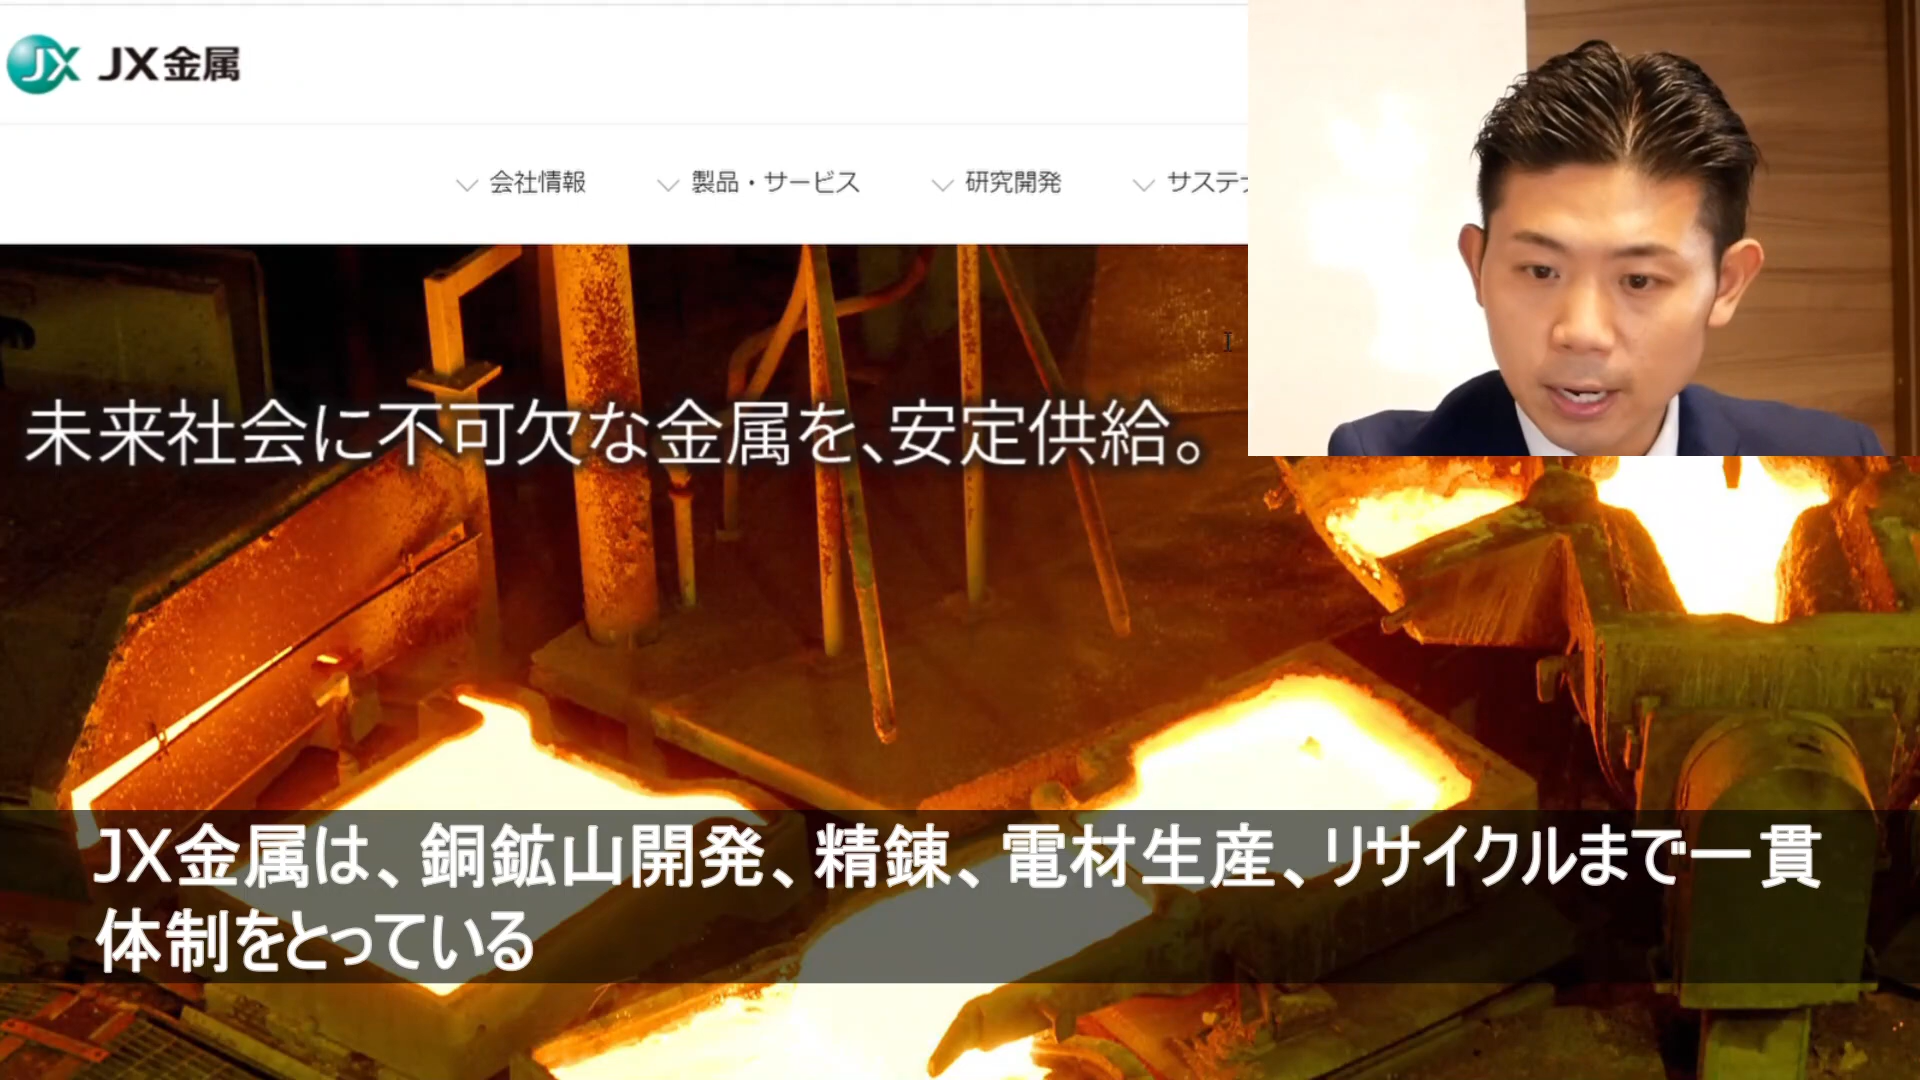 JX JX金属
会社情報 製品・サービス 研究開発 サステ
未来社会に不可欠な金属を、安定供給。
JX金属は、銅鉱山開発、精錬、電材生産、リサイクルまで一貫
体制をとっている